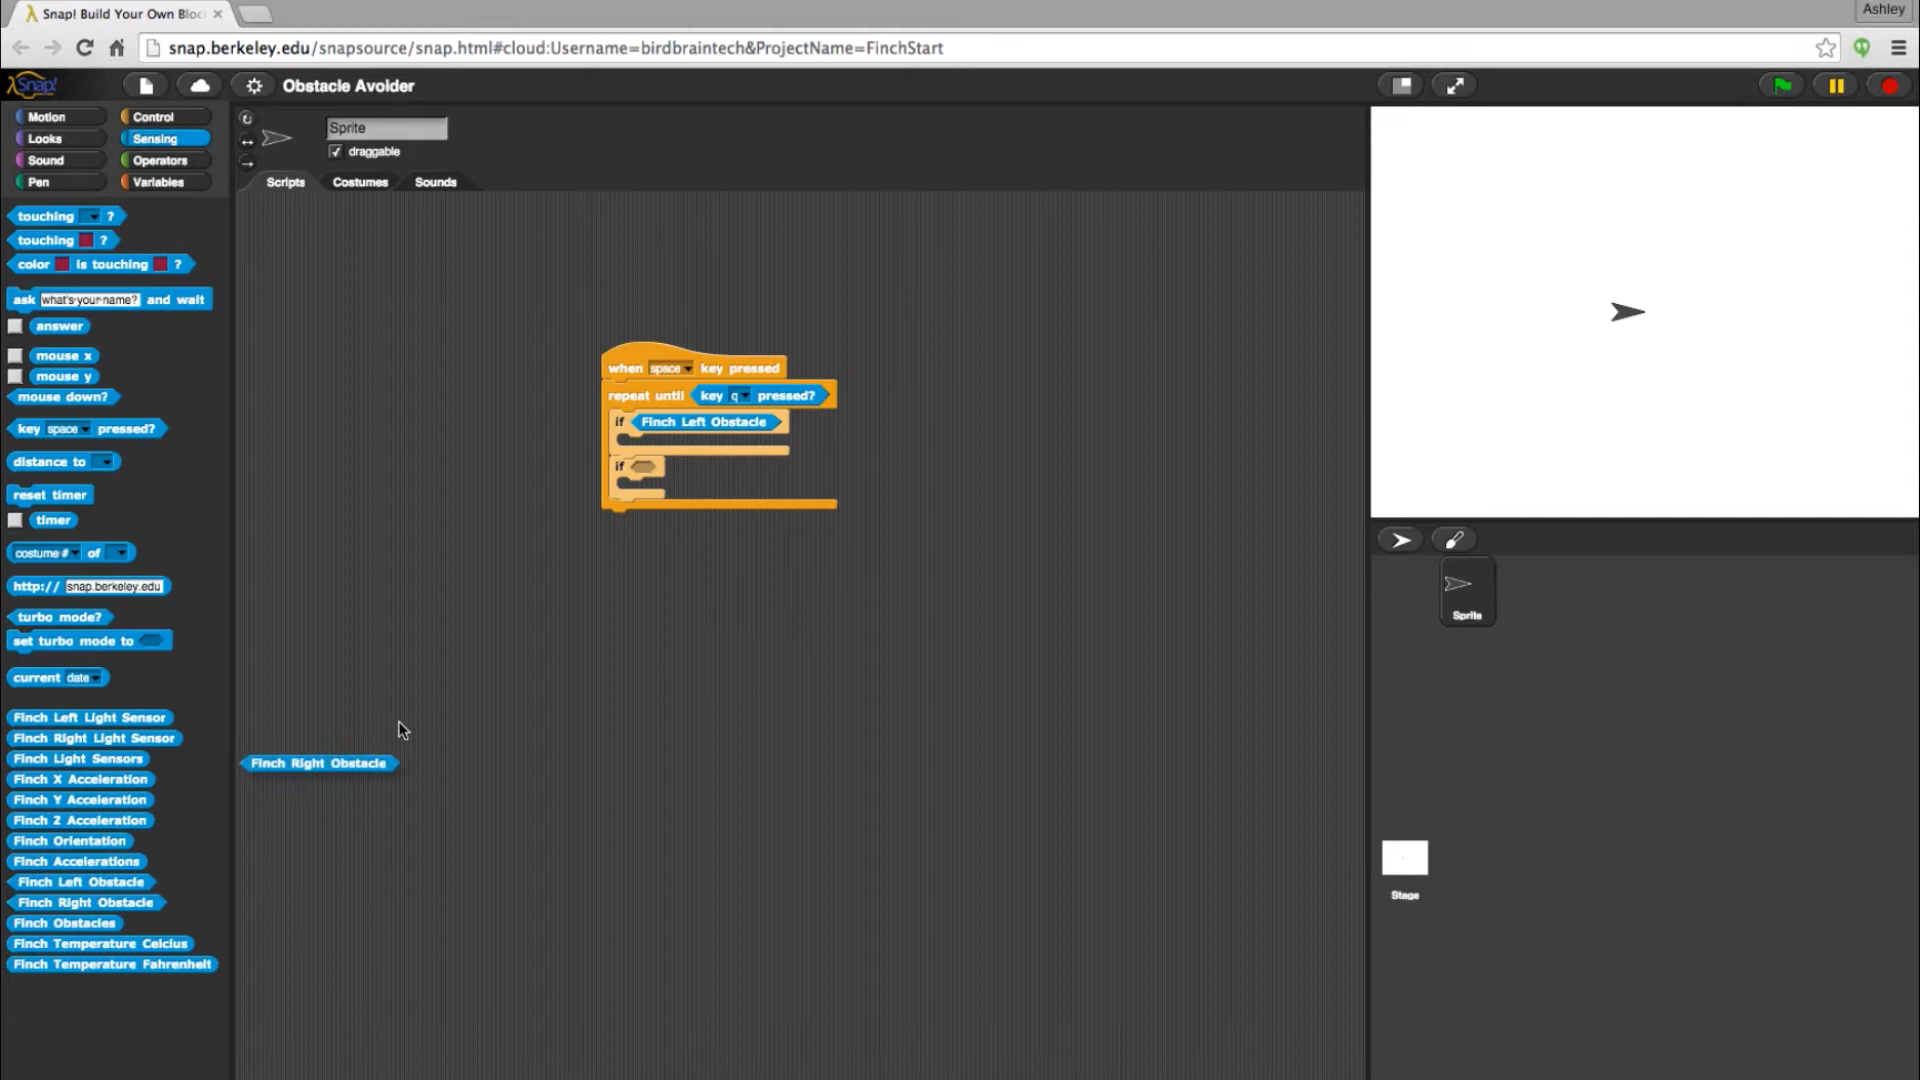 Snap! Build Your Own Bloc
Ashley
snap.berkeley.edu/snapsource/snap.html#cloud:Username=birdbraintech&ProjectName=FinchStart
Snap!
Obstacle Avoider
Motion
Control
Looks
Sensing
Sound
Operators
Pen
Variables
Sprite
draggable
Scripts
Costumes
Sounds
touching ?
touching ?
color is touching ?
ask what's your name? and wait
answer
mouse x
mouse y
mouse down?
key space pressed?
distance to
reset timer
timer
costume # of
http:// snap.berkeley.edu
turbo mode?
set turbo mode to
current date
Finch Left Light Sensor
Finch Right Light Sensor
Finch Light Sensors
Finch X Acceleration
Finch Y Acceleration
Finch Z Acceleration
Finch Orientation
Finch Accelerations
Finch Left Obstacle
Finch Right Obstacle
Finch Obstacles
Finch Temperature Celcius
Finch Temperature Fahrenheit
when space key pressed
repeat until key q pressed?
if Finch Left Obstacle
if
Finch Right Obstacle
Sprite
Stage